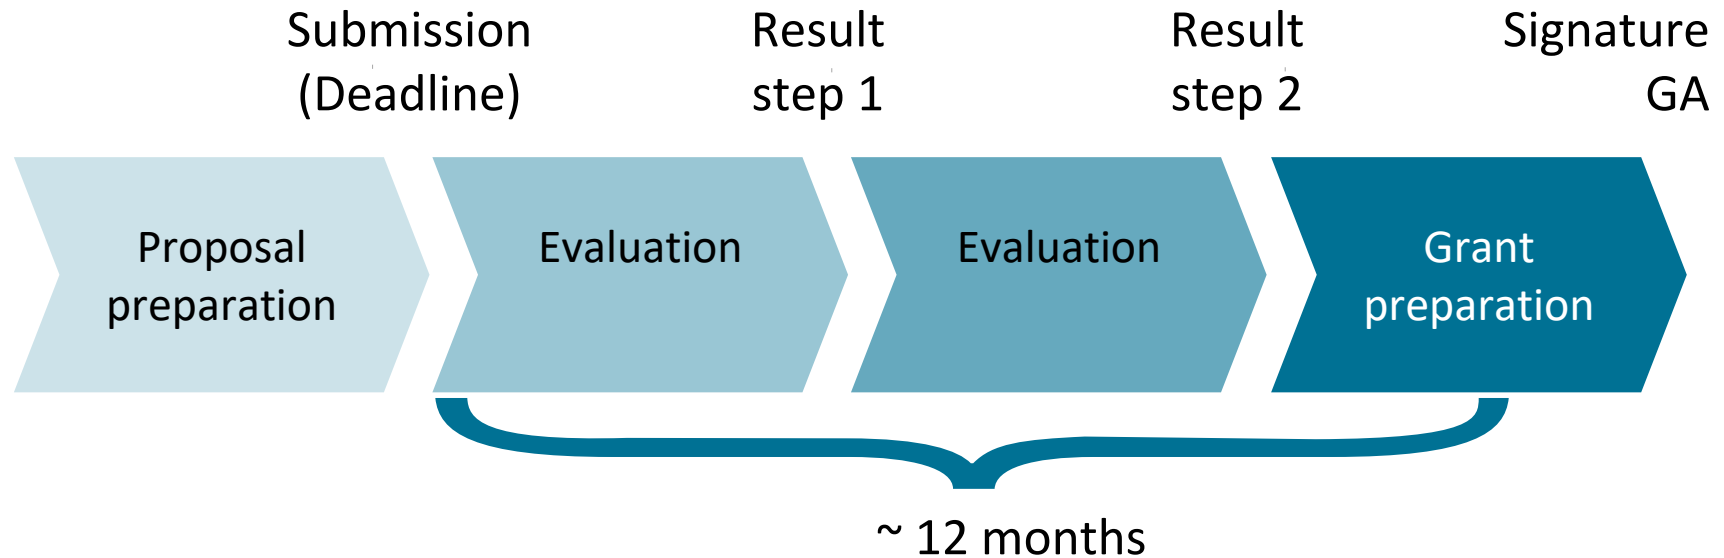 Submission
(Deadline)
Result
step 1
Result
step 2
Signature
GA
Proposal
preparation
Evaluation
Evaluation
Grant
preparation
~ 12 months